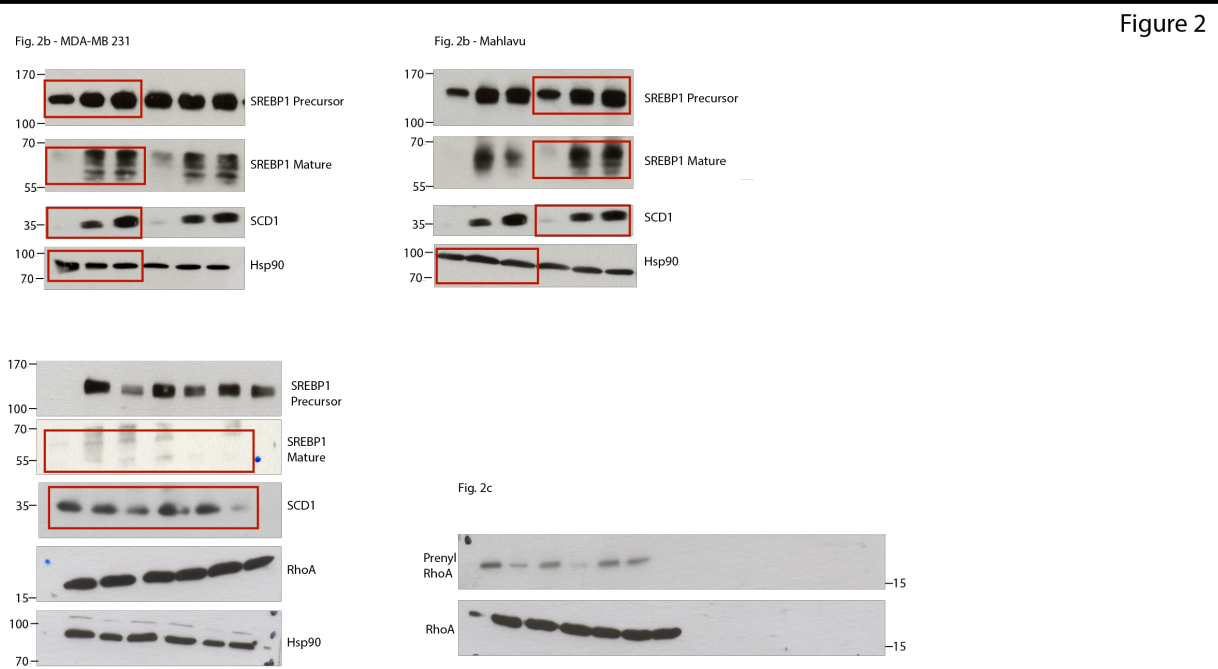 Figure 2
Fig. 2b - MDA-MB 231
170
100
SREBP1 Precursor
70
55
SREBP1 Mature
35
SCD1
100
70
Hsp90
Fig. 2b - Mahlavu
170
100
SREBP1 Precursor
70
55
SREBP1 Mature
35
SCD1
100
70
Hsp90
170
100
SREBP1
Precursor
70
55
SREBP1
Mature
35
SCD1
15
RhoA
100
70
Hsp90
Fig. 2c
Prenyl
RhoA
15
RhoA
15